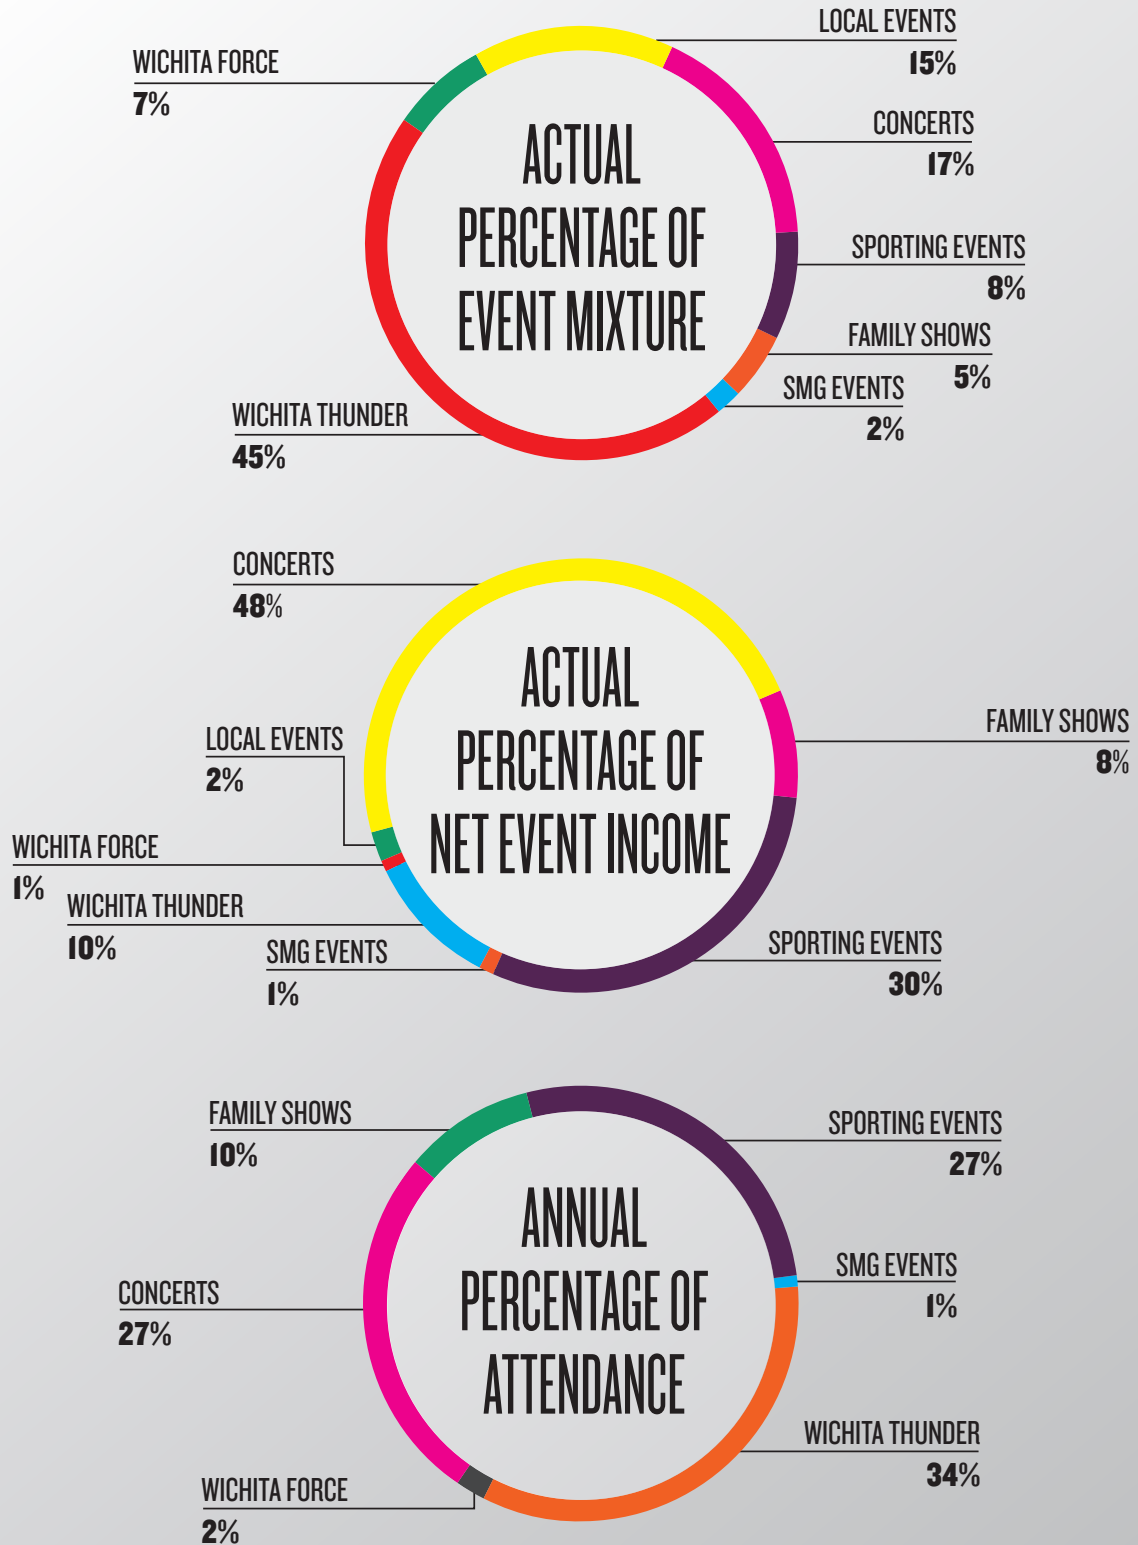 LOCAL EVENTS
15%
WICHITA FORCE
7%
CONCERTS
17%
ACTUAL
PERCENTAGE OF
EVENT MIXTURE
SPORTING EVENTS
8%
FAMILY SHOWS
5%
SMG EVENTS
2%
WICHITA THUNDER
45%
CONCERTS
48%
ACTUAL
PERCENTAGE OF
NET EVENT INCOME
FAMILY SHOWS
8%
LOCAL EVENTS
2%
WICHITA FORCE
1%
WICHITA THUNDER
10%
SMG EVENTS
1%
SPORTING EVENTS
30%
FAMILY SHOWS
10%
SPORTING EVENTS
27%
ANNUAL
PERCENTAGE OF
ATTENDANCE
SMG EVENTS
1%
CONCERTS
27%
WICHITA THUNDER
34%
WICHITA FORCE
2%